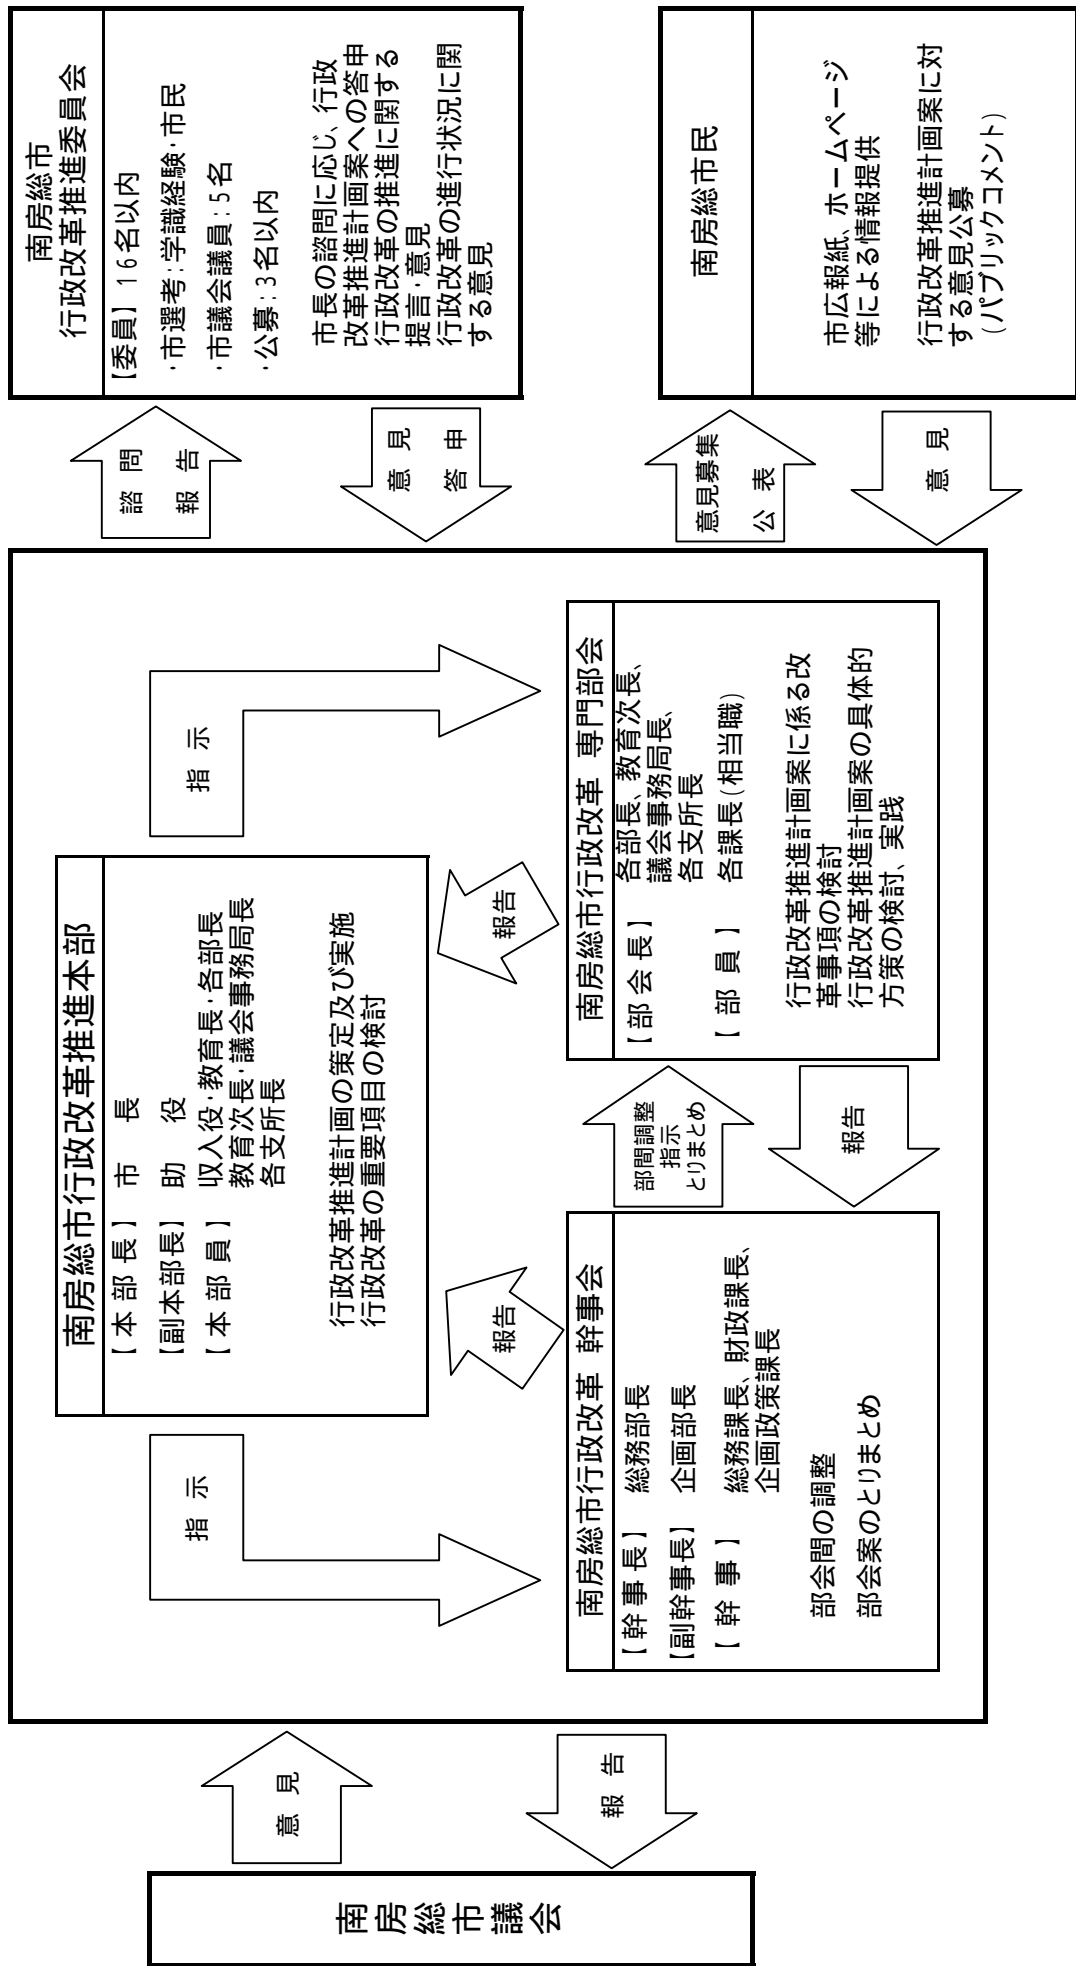 南房総市議会
意 見
報 告
南房総市行政改革推進本部
【 本 部 長 】 市 長
【副本部長】 助 役
【 本 部 員 】 収入役・教育長・各部長
教育次長・議会事務局長
各支所長
行政改革推進計画の策定及び実施
行政改革の重要項目の検討
指 示
指 示
報告
報告
南房総市行政改革 幹事会
【 幹 事 長 】 総務部長
【副幹事長】 企画部長
【 幹 事 】 総務課長、財政課長、
企画政策課長
部会間の調整
部会案のとりまとめ
部間調整
指示
とりまとめ
報告
南房総市行政改革 専門部会
【 部 会 長 】 各部長、教育次長、
議会事務局長、
各支所長
【 部 員 】 各課長(相当職)
行政改革推進計画案に係る改
革事項の検討
行政改革推進計画案の具体的
方策の検討、実践
諮 問
報 告
意 見
答 申
南房総市
行政改革推進委員会
【委員】 16名以内
・市選考:学識経験・市民
・市議会議員:5名
・公募:3名以内
市長の諮問に応じ、行政
改革推進計画案への答申
行政改革の推進に関する
提言・意見
行政改革の進行状況に関
する意見
意見募集
公 表
意 見
南房総市民
市広報紙、ホームページ
等による情報提供
行政改革推進計画案に対
する意見公募
(パブリックコメント)